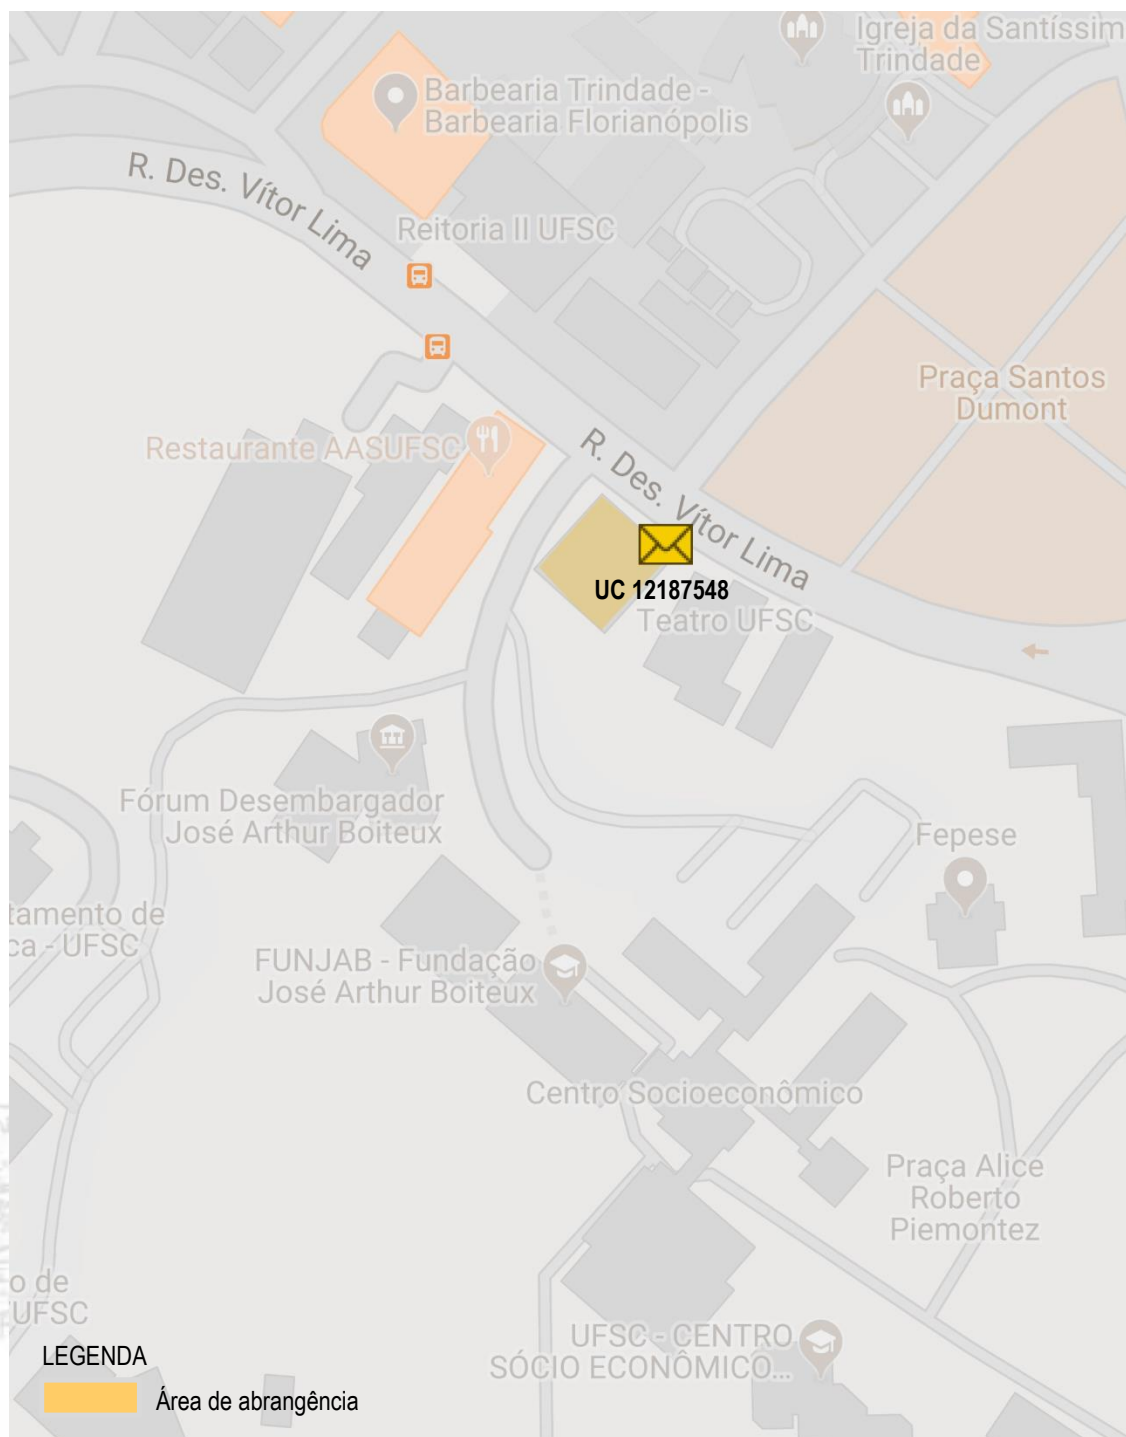 Igreja da Santíssim
Trindade
Barbearia Trindade -
Barbearia Florianópolis
R. Des. Vítor Lima
Reitoria II UFSC
Praça Santos
Dumont
Restaurante AASUFSC
R. Des. Vítor Lima
UC 12187548
Teatro UFSC
Fórum Desembargador
José Arthur Boiteux
Fepese
tamento de
ca - UFSC
FUNJAB - Fundação
José Arthur Boiteux
Centro Socioeconômico
Praça Alice
Roberto
Piemontez
o de
UFSC
UFSC - CENTRO
SÓCIO ECONÔMICO...
LEGENDA
Área de abrangência